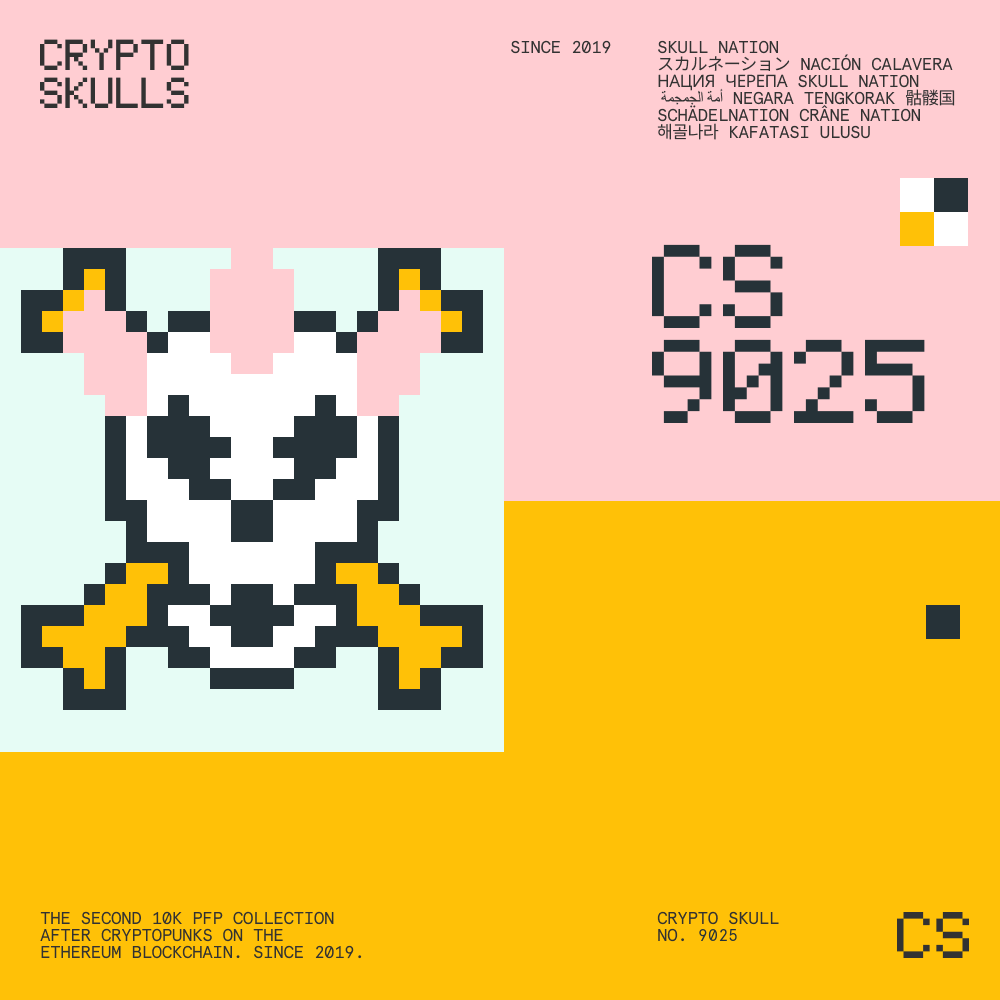 CRYPTO
SKULLS
SINCE 2019
SKULL NATION
スカルネーション NACIÓN CALAVERA
НАЦИЯ ЧЕРЕПА SKULL NATION
أمة الجمجمة NEGARA TENGKORAK 骷髅国
SCHÄDELNATION CRÂNE NATION
해골나라 KAFATASI ULUSU
CS
9025
THE SECOND 10K PFP COLLECTION
AFTER CRYPTOPUNKS ON THE
ETHEREUM BLOCKCHAIN. SINCE 2019.
CRYPTO SKULL
NO. 9025
CS